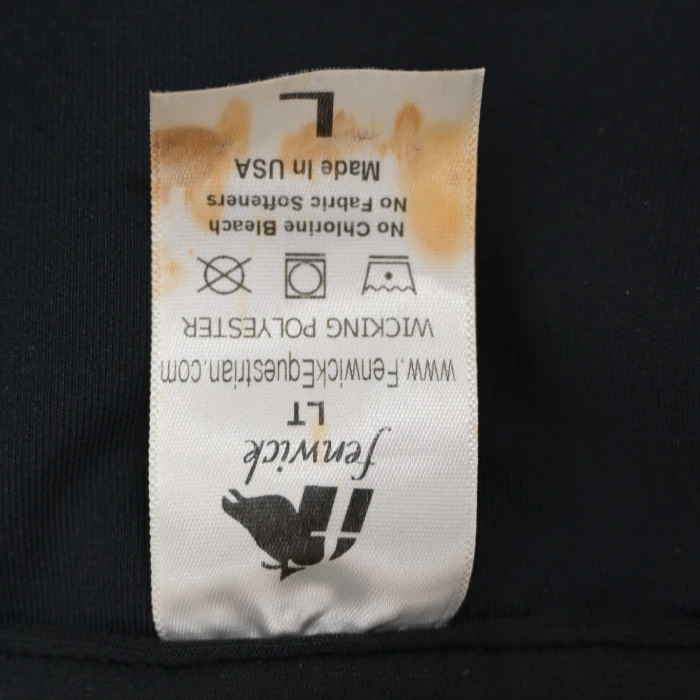 fenwick
LT
www.FenwickEquestrian.com
WICKING POLYESTER
No Chlorine Bleach
No Fabric Softeners
Made In USA
L